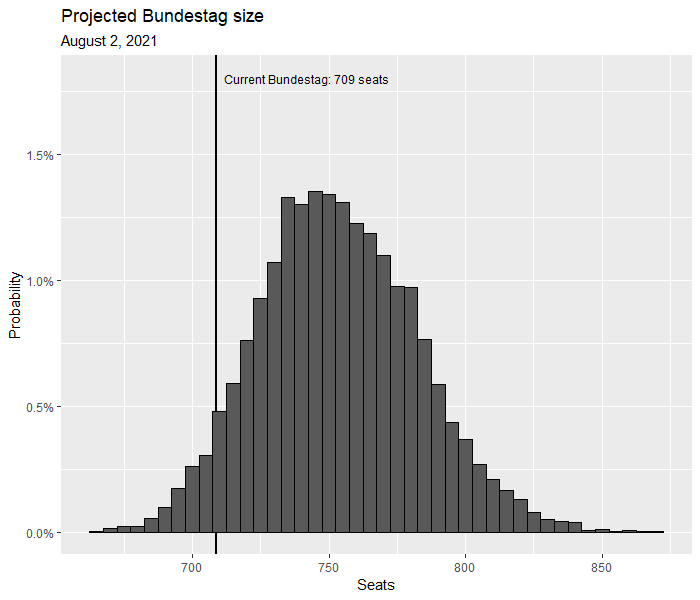 Projected Bundestag size
August 2, 2021
Current Bundestag: 709 seats
1.5%
1.0%
0.5%
0.0%
Probability
700 750 800 850
Seats